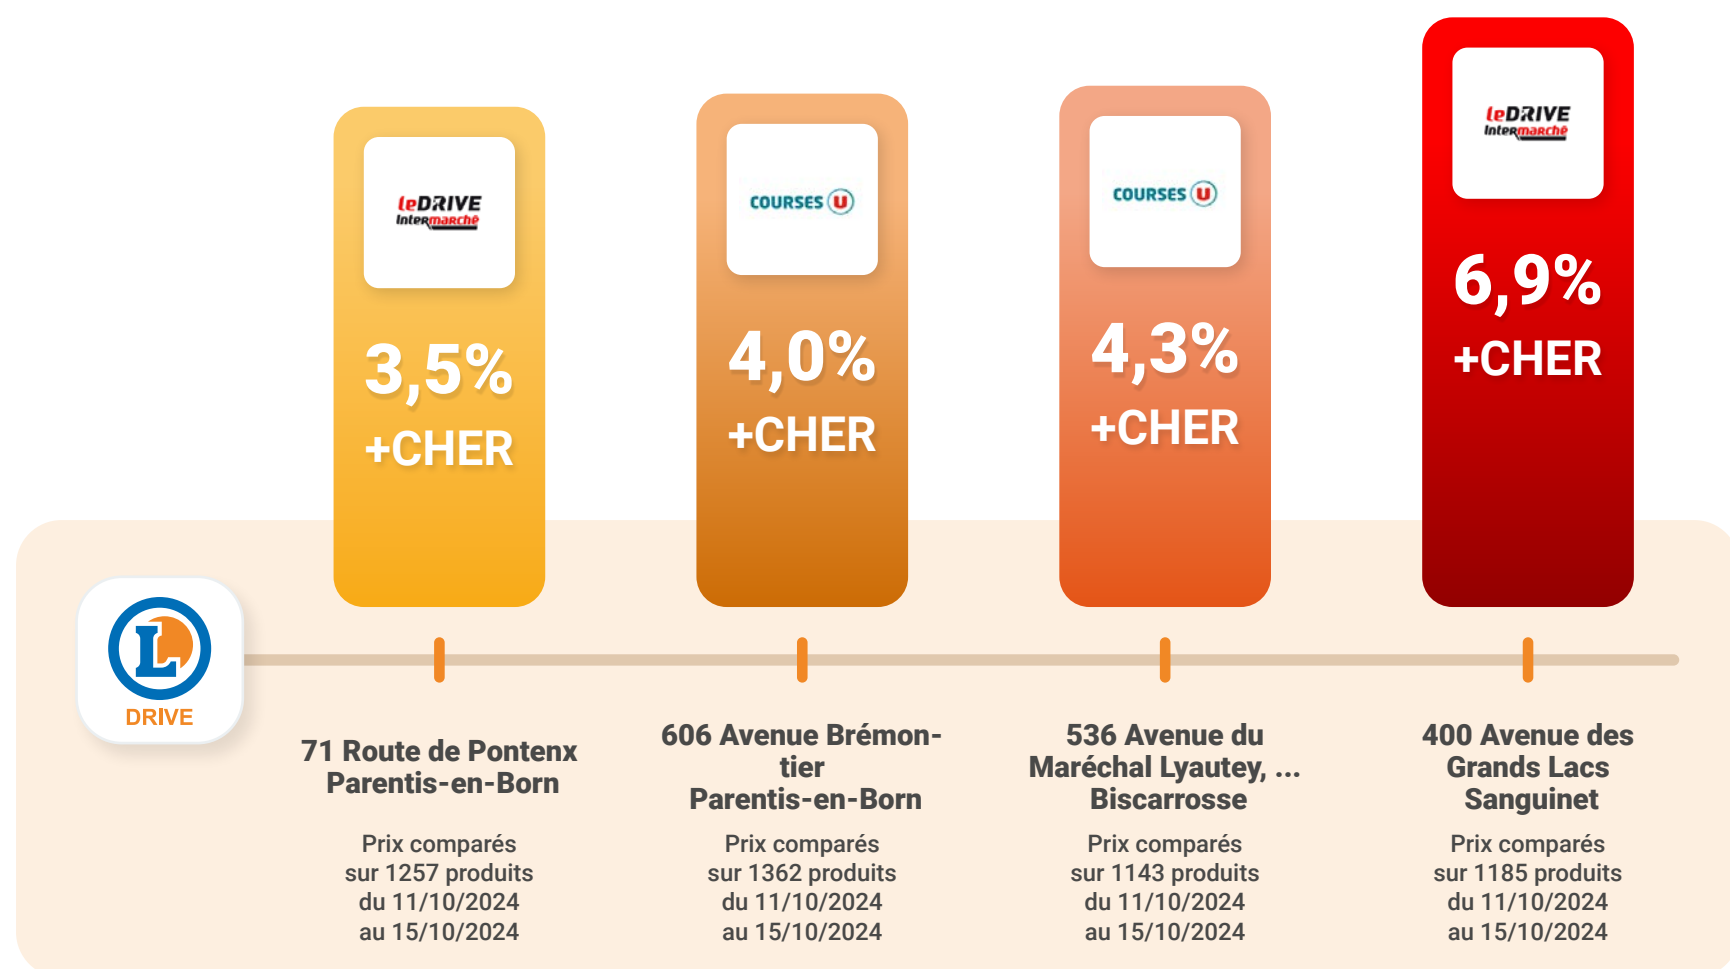 leDRIVE
Intermarché
3,5%
+CHER
COURSES U
4,0%
+CHER
COURSES U
4,3%
+CHER
leDRIVE
Intermarché
6,9%
+CHER
L
DRIVE
71 Route de Pontenx
Parentis-en-Born
Prix comparés
sur 1257 produits
du 11/10/2024
au 15/10/2024
606 Avenue Brémon-
tier
Parentis-en-Born
Prix comparés
sur 1362 produits
du 11/10/2024
au 15/10/2024
536 Avenue du
Maréchal Lyautey, ...
Biscarrosse
Prix comparés
sur 1143 produits
du 11/10/2024
au 15/10/2024
400 Avenue des
Grands Lacs
Sanguinet
Prix comparés
sur 1185 produits
du 11/10/2024
au 15/10/2024